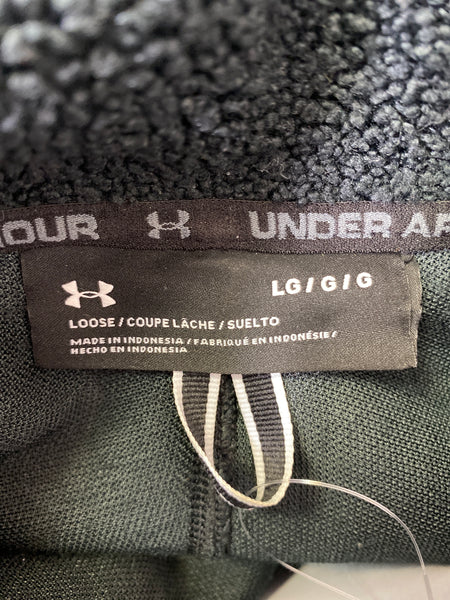 OUR UNDER AR
LG / G / G
LOOSE / COUPE LÂCHE / SUELTO
MADE IN INDONESIA / FABRIQUÉ EN INDONÉSIE /
HECHO EN INDONESIA